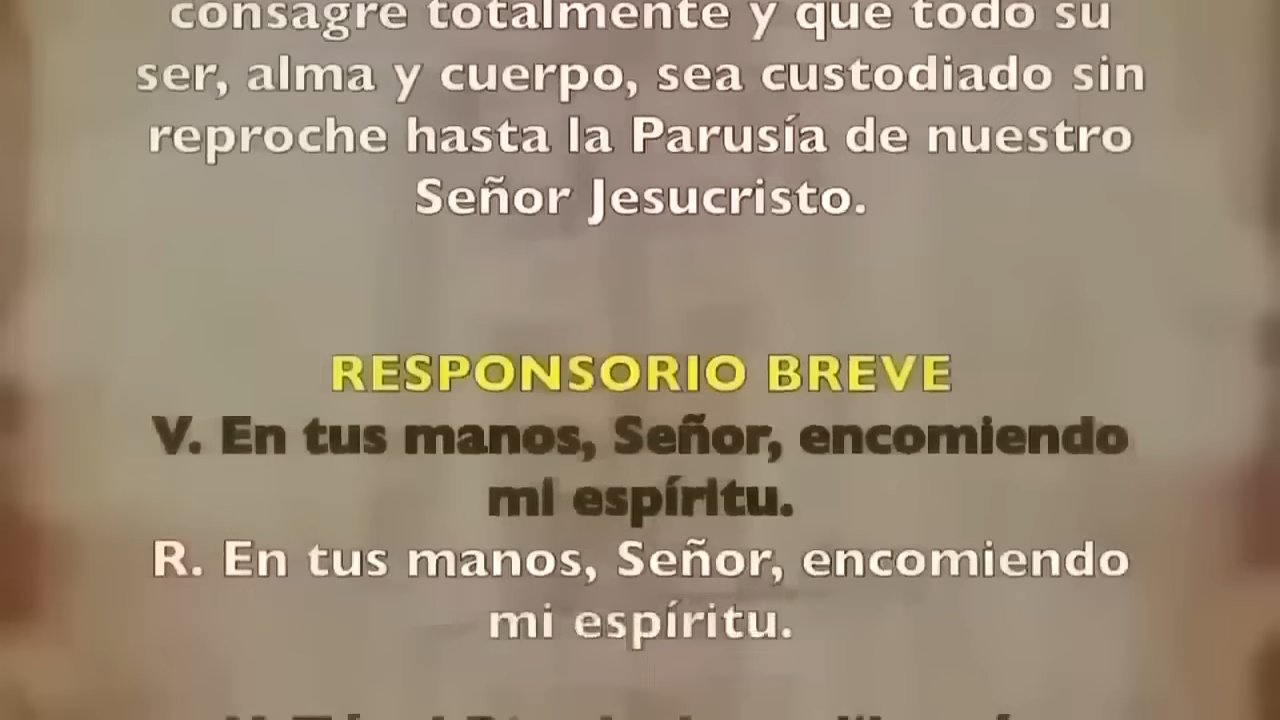 consagre totalmente y que todo su
ser, alma y cuerpo, sea custodiado sin
reproche hasta la Parusía de nuestro
Señor Jesucristo.
RESPONSORIO BREVE
V. En tus manos, Señor, encomiendo
mi espíritu.
R. En tus manos, Señor, encomiendo
mi espíritu.